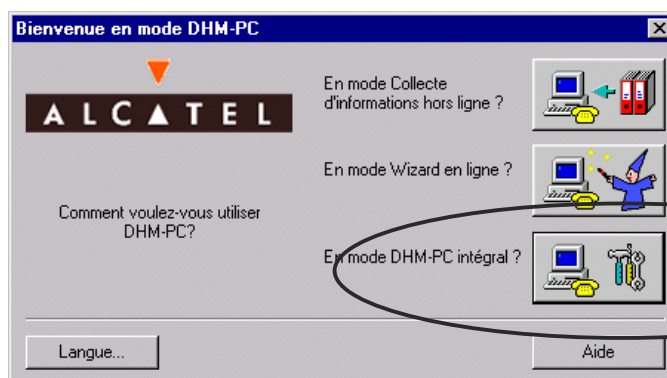 Bienvenue en mode DHM-PC
ALCATEL
Comment voulez-vous utiliser
DHM-PC?
En mode Collecte
d'informations hors ligne ?
En mode Wizard en ligne ?
En mode DHM-PC intégral ?
Langue...
Aide